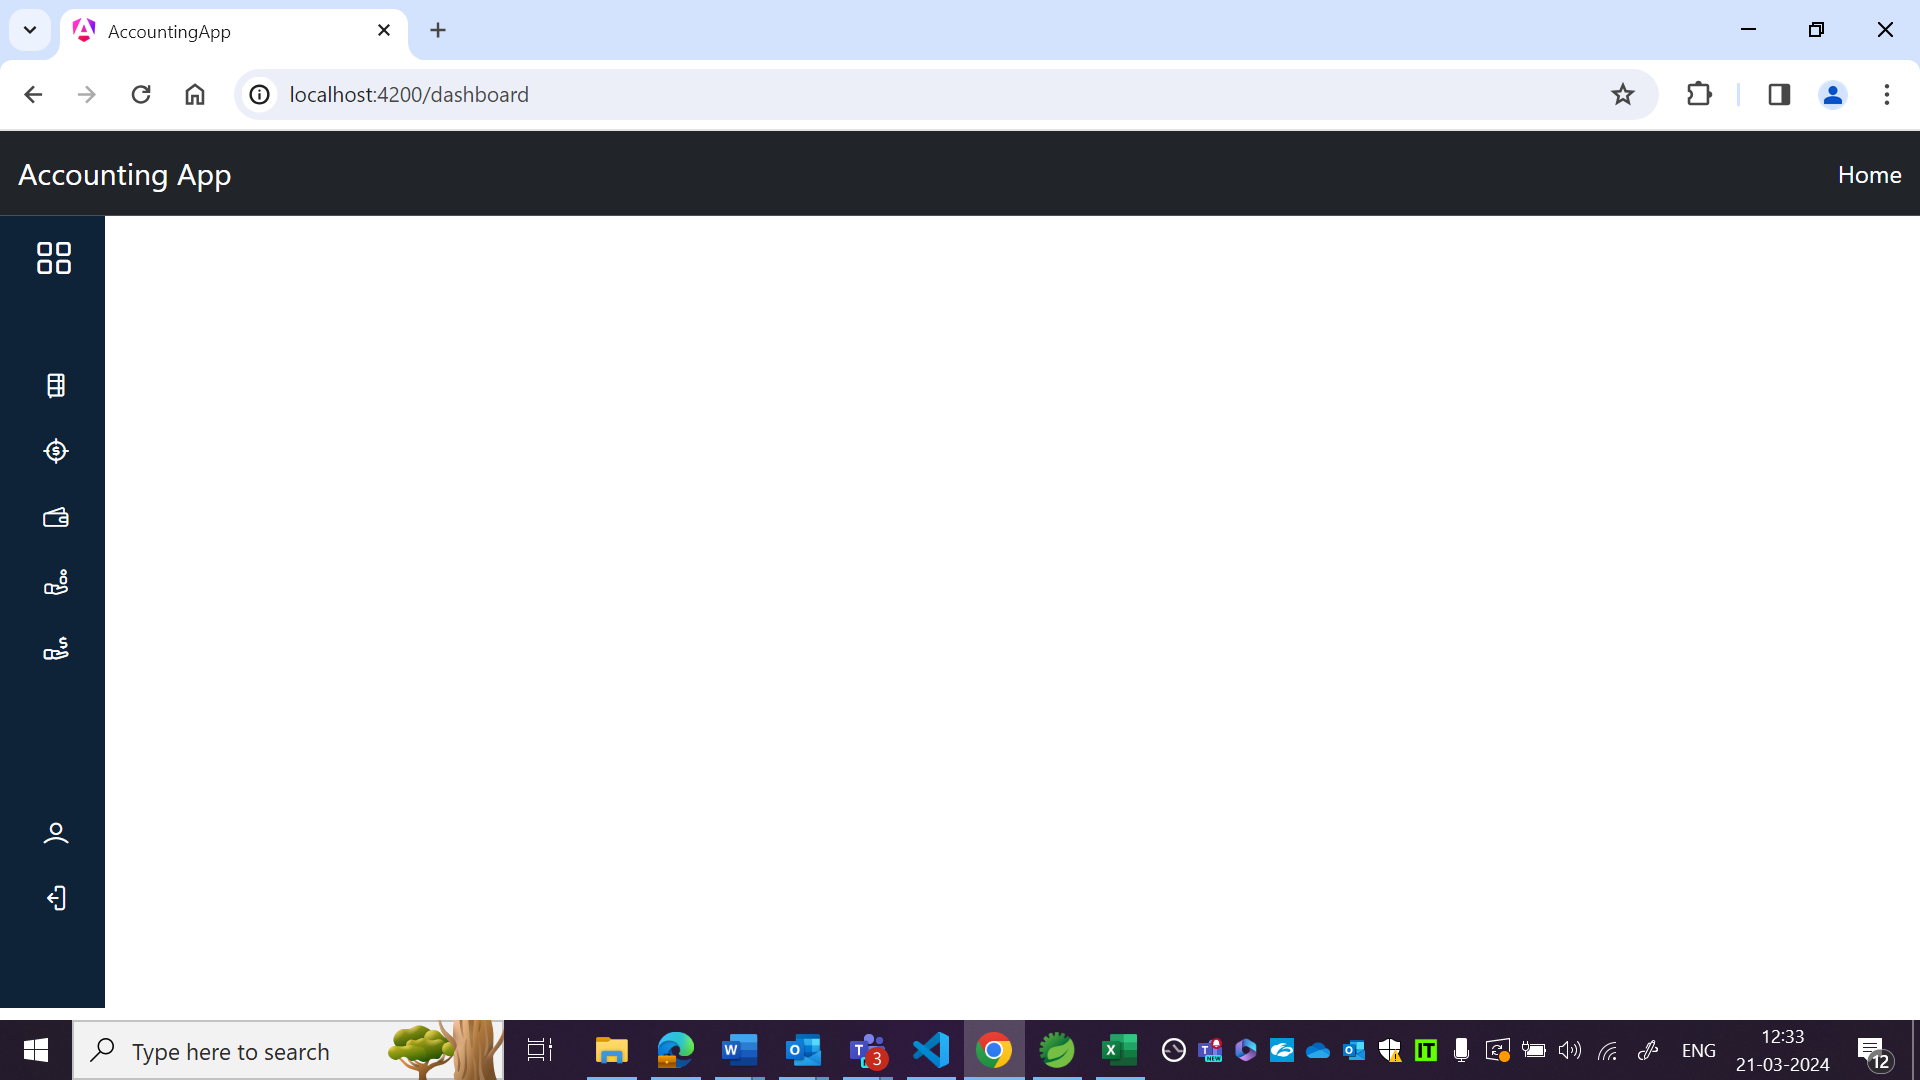 AccountingApp
localhost:4200/dashboard
Accounting App
Home
Type here to search
3
ENG
12:33
21-03-2024
12